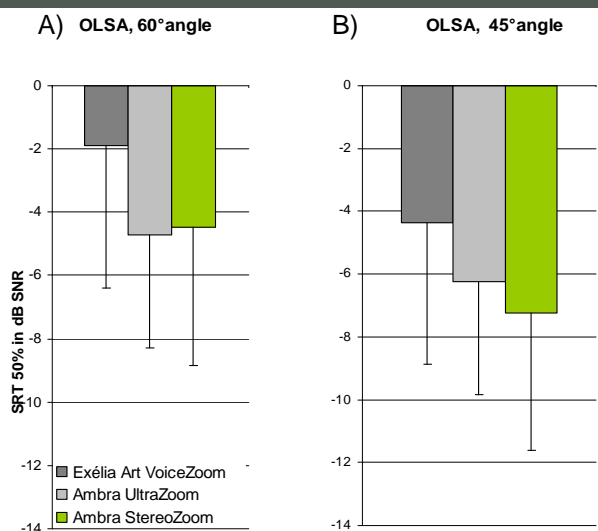 A) OLSA, 60°angle
0
-2
-4
-6
-8
-10
-12
-14
SRT 50% in dB SNR
Exélia Art VoiceZoom
Ambra UltraZoom
Ambra StereoZoom
B) OLSA, 45°angle
0
-2
-4
-6
-8
-10
-12
-14